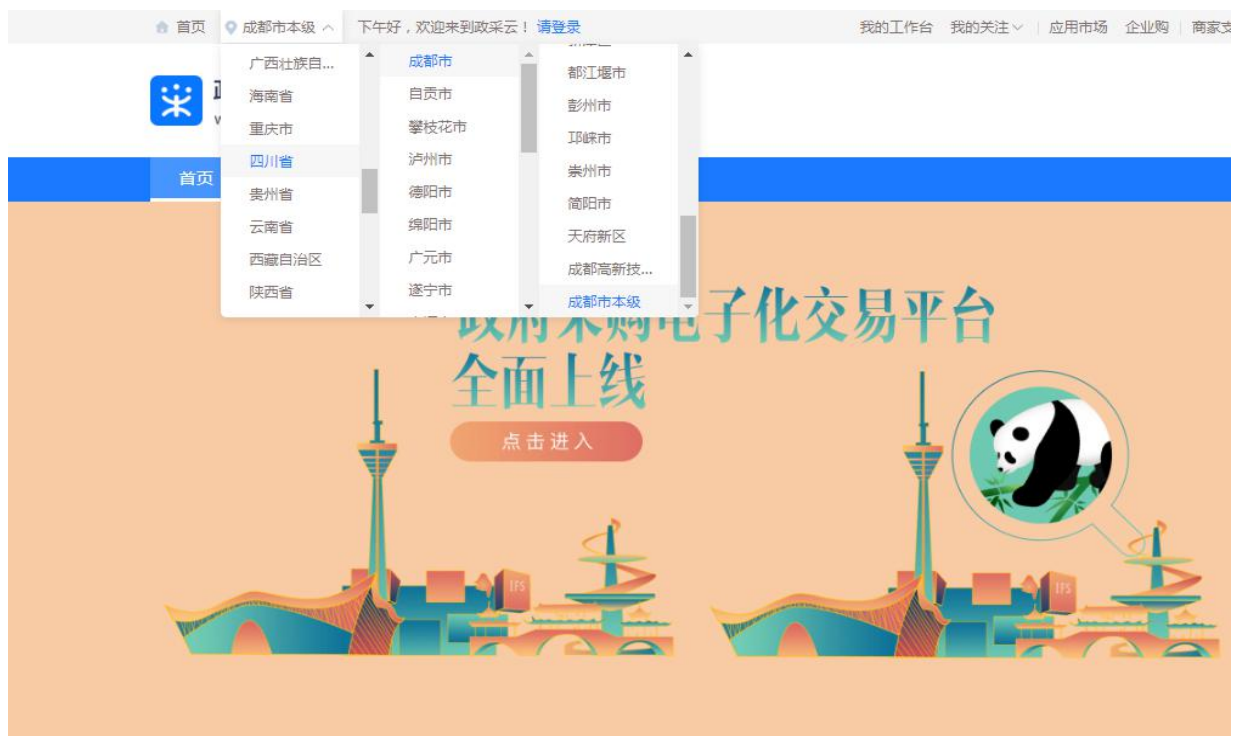 首页 成都市本级 下午好，欢迎来到政采云！ 请登录 我的工作台 我的关注 应用市场 企业购 商家支
广西壮族自... 成都市
都江堰市
海南省 自贡市 彭州市
重庆市 攀枝花市 邛崃市
四川省 泸州市 崇州市
首页 贵州省 德阳市 简阳市
云南省 绵阳市 天府新区
西藏自治区 广元市 成都高新技...
陕西省 遂宁市 成都市本级
政府采购电子化交易平台
全面上线
点击进入
IFS IFS